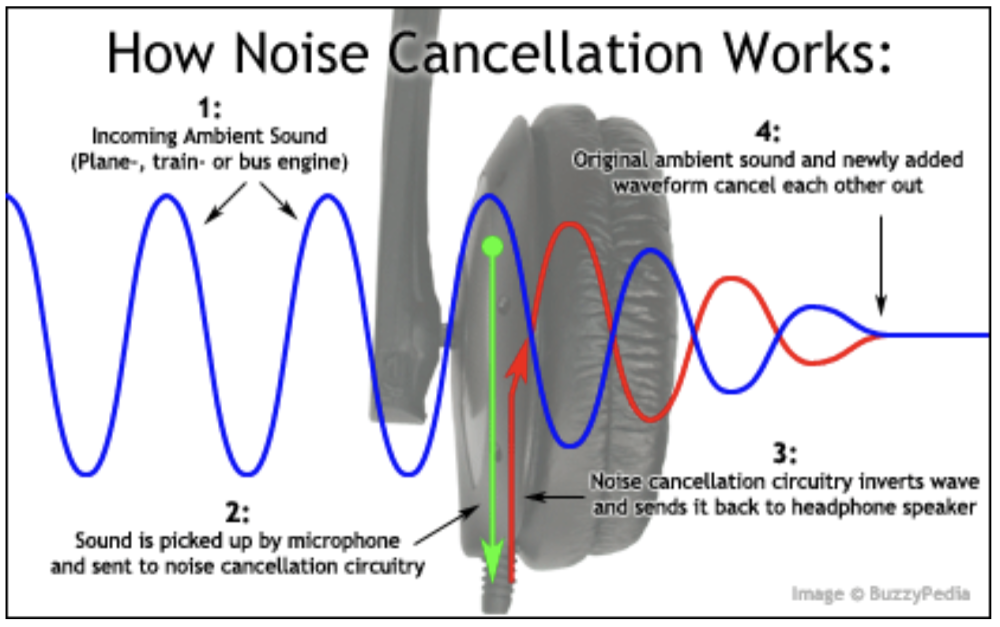 How Noise Cancellation Works:
1:
Incoming Ambient Sound
(Plane-, train- or bus engine)
2:
Sound is picked up by microphone
and sent to noise cancellation circuitry
3:
Noise cancellation circuitry inverts wave
and sends it back to headphone speaker
4:
Original ambient sound and newly added
waveform cancel each other out
Image © BuzzyPedia